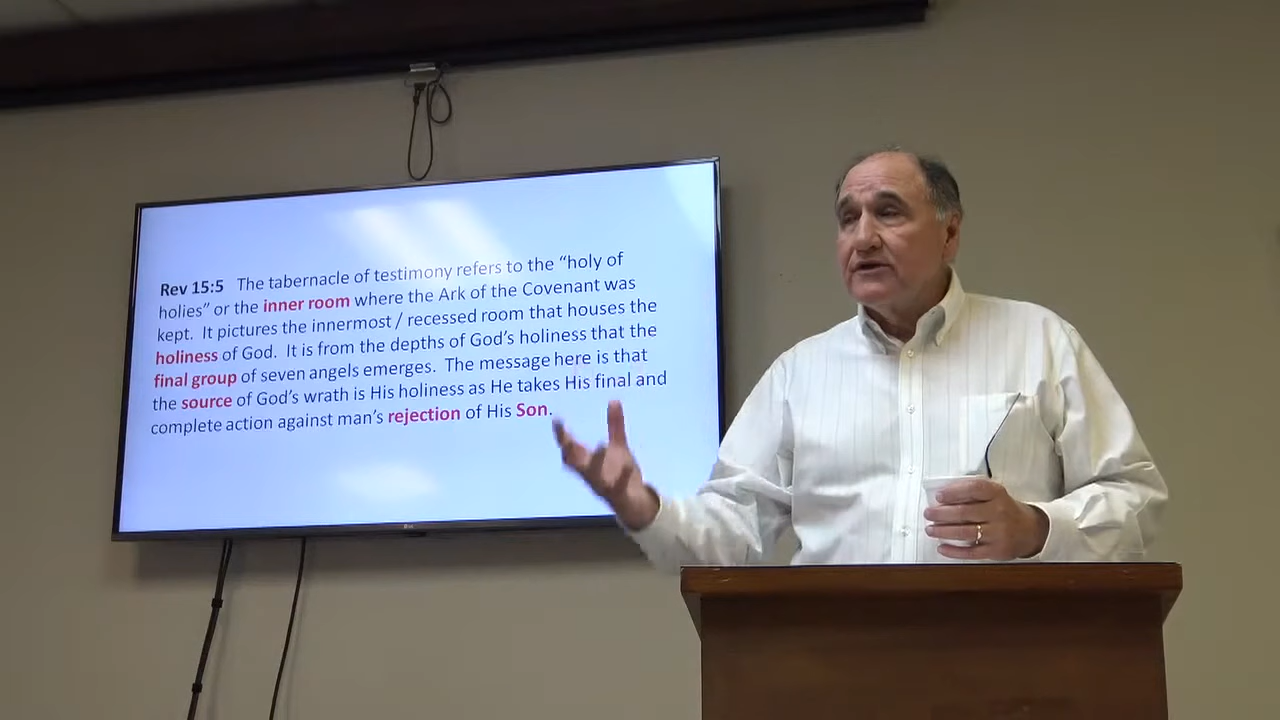 Rev 15:5 The tabernacle of testimony refers to the “holy of
holies” or the inner room where the Ark of the Covenant was
kept. It pictures the innermost / recessed room that houses the
holiness of God. It is from the depths of God’s holiness that the
final group of seven angels emerges. The message here is that
the source of God’s wrath is His holiness as He takes His final and
complete action against man’s rejection of His Son.